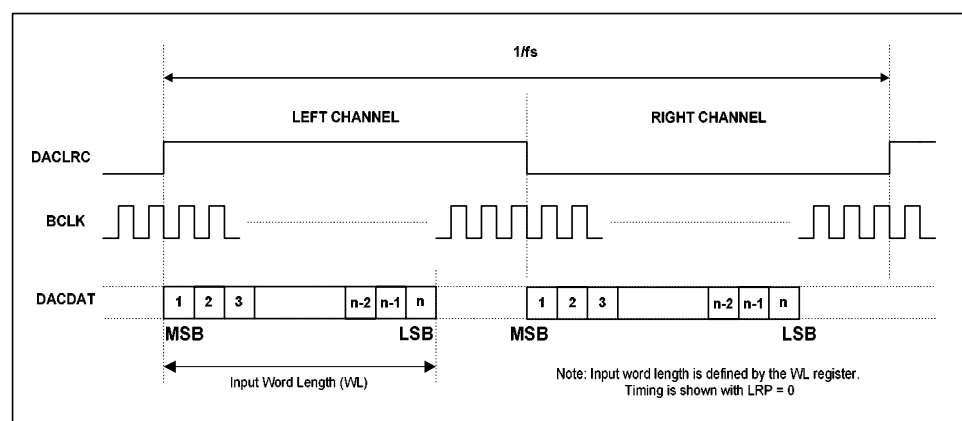 1/fs
LEFT CHANNEL
RIGHT CHANNEL
DACLRC
BCLK
DACDAT
1 2 3 n-2 n-1 n 1 2 3 n-2 n-1 n
MSB LSB MSB LSB
Input Word Length (WL)
Note: Input word length is defined by the WL register.
Timing is shown with LRP = 0